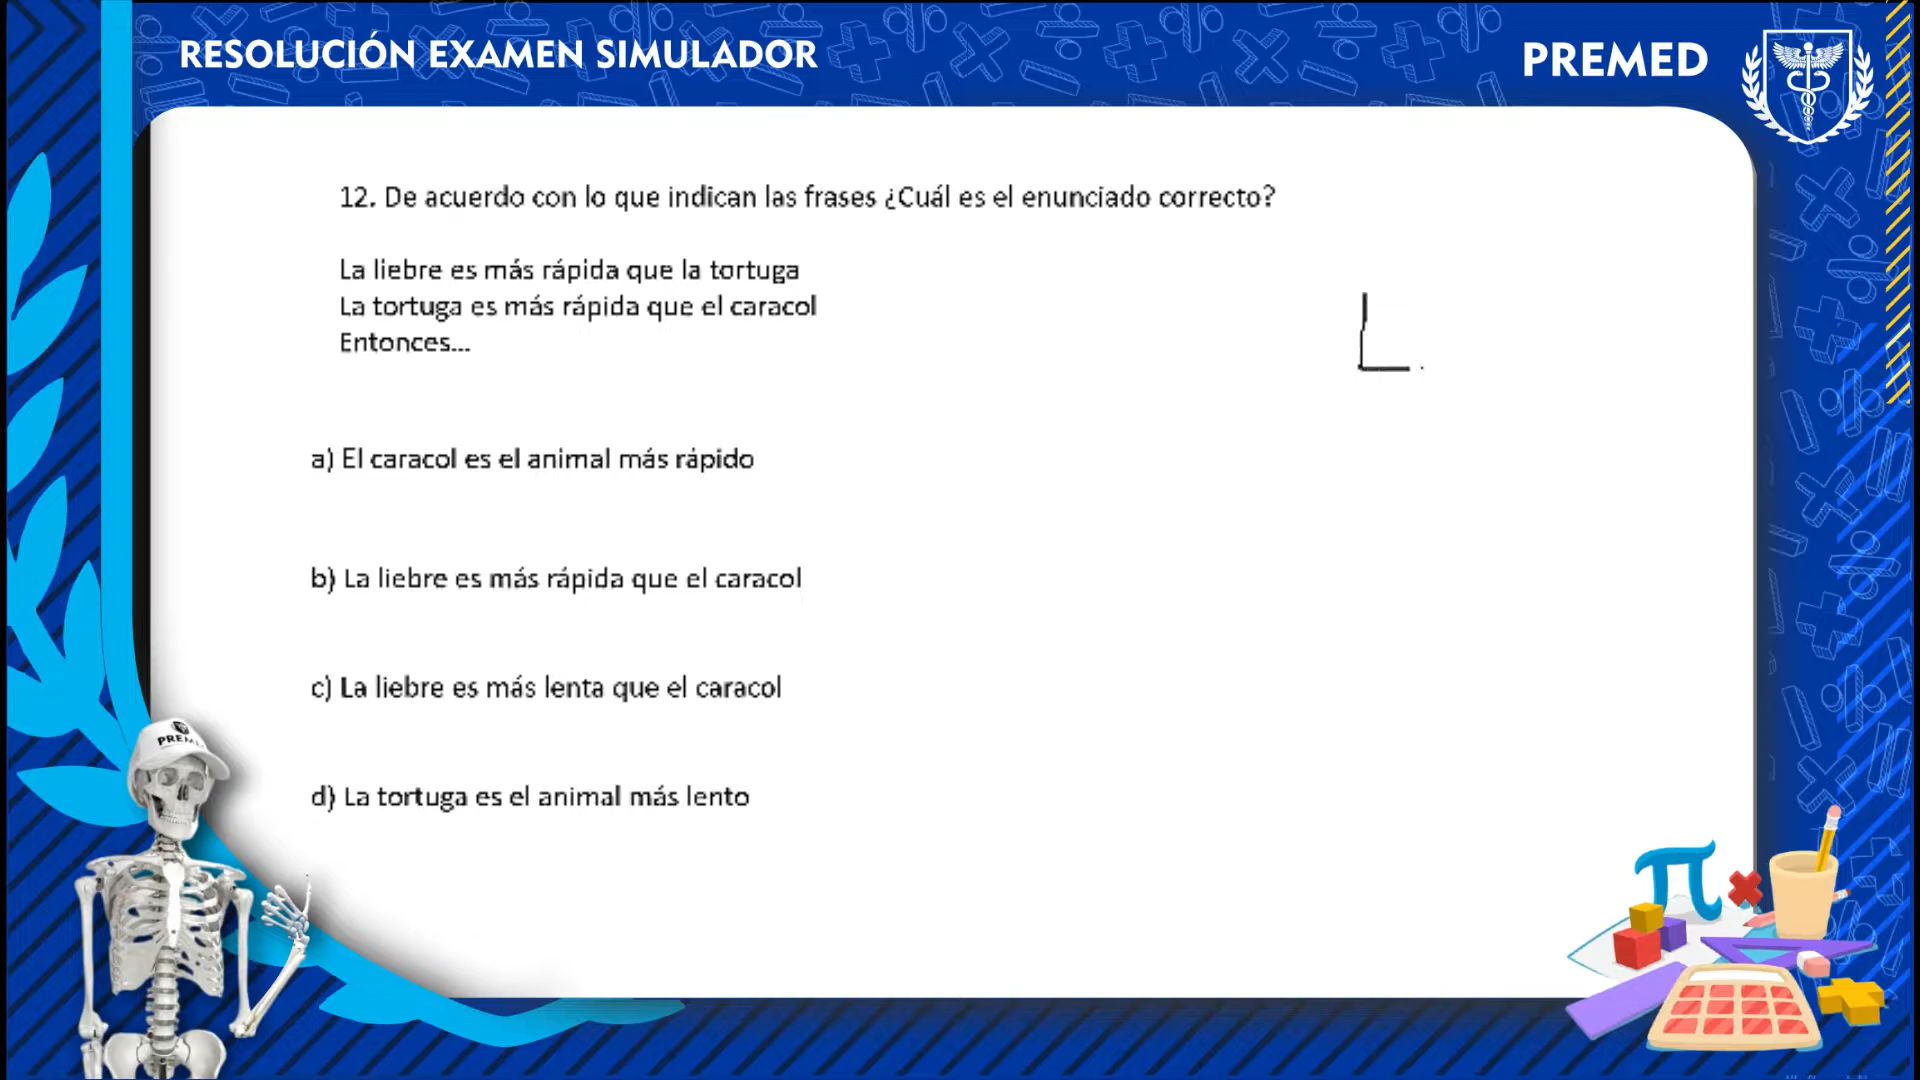 RESOLUCIÓN EXAMEN SIMULADOR
PREMED
12. De acuerdo con lo que indican las frases ¿Cuál es el enunciado correcto?
La liebre es más rápida que la tortuga
La tortuga es más rápida que el caracol
Entonces...
L
a) El caracol es el animal más rápido
b) La liebre es más rápida que el caracol
c) La liebre es más lenta que el caracol
d) La tortuga es el animal más lento